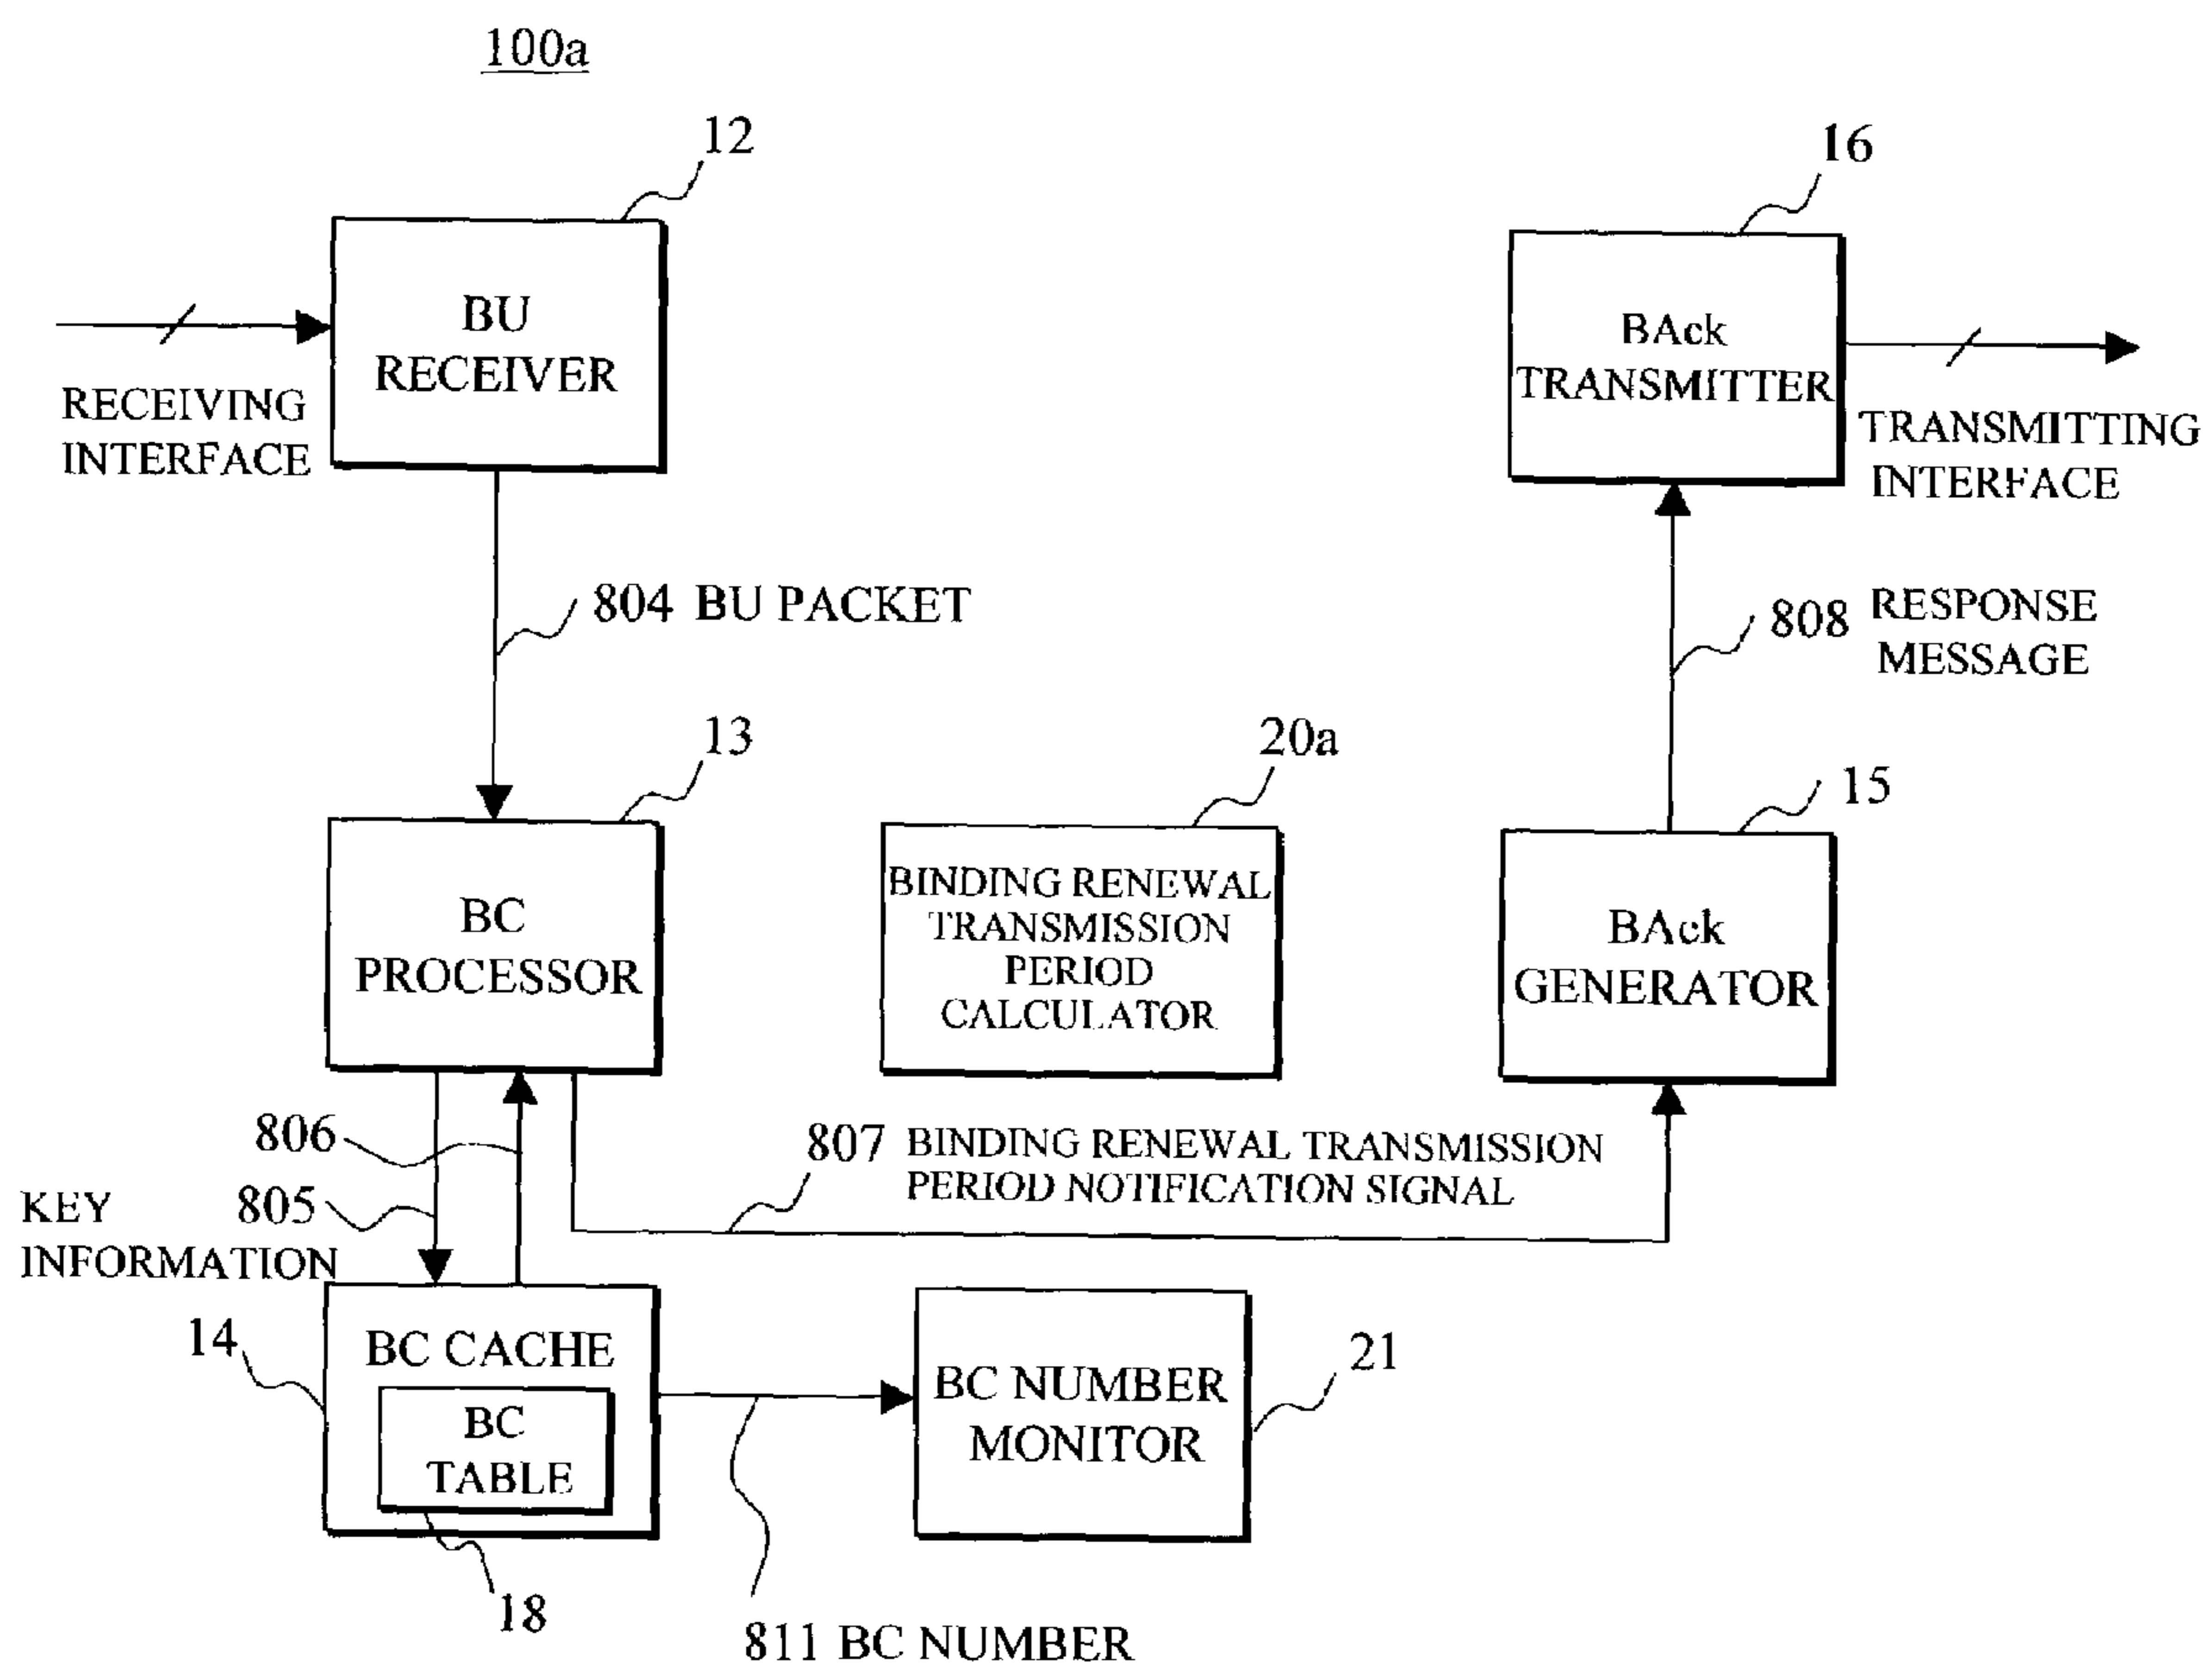 100a
12
16
BU
RECEIVER
BAck
TRANSMITTER
RECEIVING
INTERFACE
TRANSMITTING
INTERFACE
804 BU PACKET
808 RESPONSE
MESSAGE
13
20a
15
BC
PROCESSOR
BINDING RENEWAL
TRANSMISSION
PERIOD
CALCULATOR
BAck
GENERATOR
806
805
KEY
INFORMATION
807 BINDING RENEWAL TRANSMISSION
PERIOD NOTIFICATION SIGNAL
14
BC CACHE
BC
TABLE
18
BC NUMBER
MONITOR
21
811 BC NUMBER